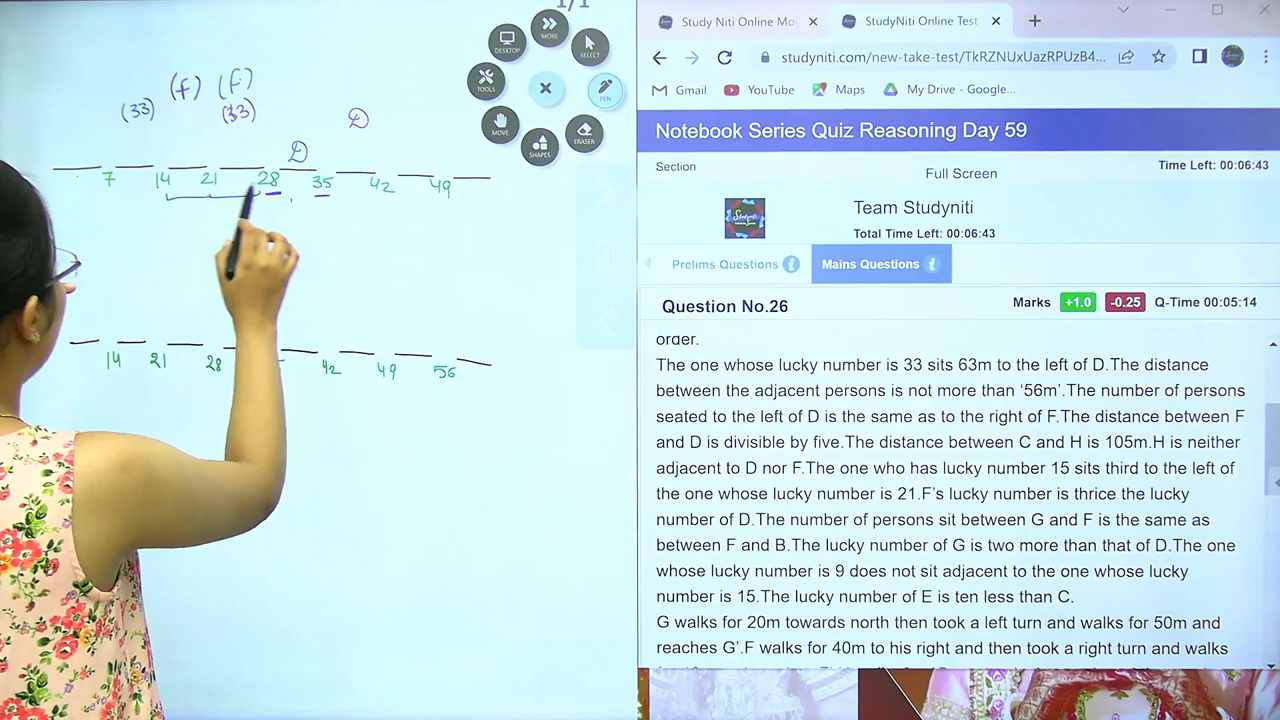 1/1
(f) (f)
(33) (33) D
D
7 14 21 28 35 42 49
14 21 28 42 49 56
DESKTOP
MORE
SELECT
TOOLS
PEN
MOVE
SHAPES
ERASER
Study Niti Online Mo
StudyNiti Online Test
studyniti.com/new-take-test/TkRZNUxUazRPUzB4...
Gmail YouTube Maps My Drive - Google...
Notebook Series Quiz Reasoning Day 59
Section Full Screen Time Left: 00:06:43
Team Studyniti
Total Time Left: 00:06:43
Prelims Questions i Mains Questions i
Question No.26 Marks +1.0 -0.25 Q-Time 00:05:14
order.
The one whose lucky number is 33 sits 63m to the left of D.The distance
between the adjacent persons is not more than ‘56m’.The number of persons
seated to the left of D is the same as to the right of F.The distance between F
and D is divisible by five.The distance between C and H is 105m.H is neither
adjacent to D nor F.The one who has lucky number 15 sits third to the left of
the one whose lucky number is 21.F’s lucky number is thrice the lucky
number of D.The number of persons sit between G and F is the same as
between F and B.The lucky number of G is two more than that of D.The one
whose lucky number is 9 does not sit adjacent to the one whose lucky
number is 15.The lucky number of E is ten less than C.
G walks for 20m towards north then took a left turn and walks for 50m and
reaches G’.F walks for 40m to his right and then took a right turn and walks